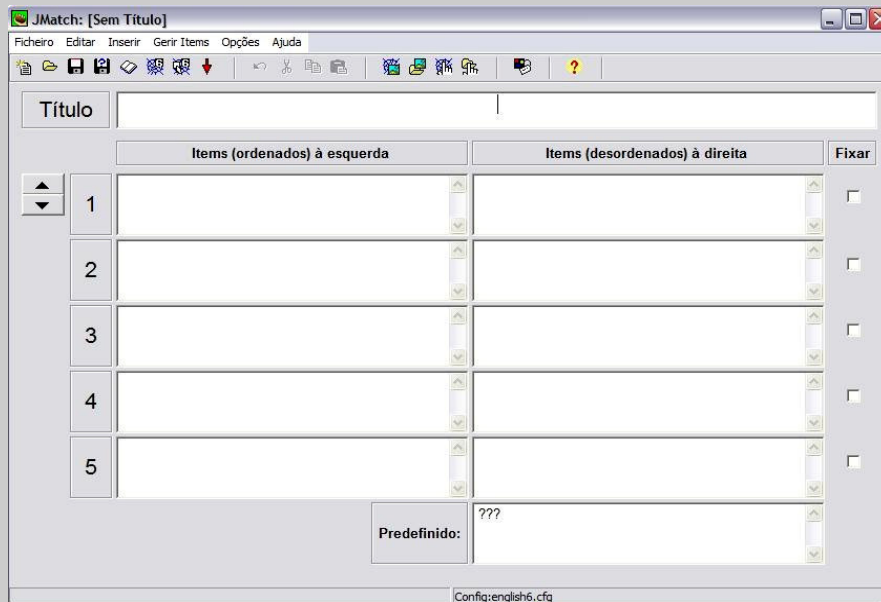 JMatch: [Sem Título]
Ficheiro Editar Inserir Gerir Items Opções Ajuda
Título
Items (ordenados) à esquerda Items (desordenados) à direita Fixar
1
2
3
4
5
Predefinido: ???
Config:english6.cfg